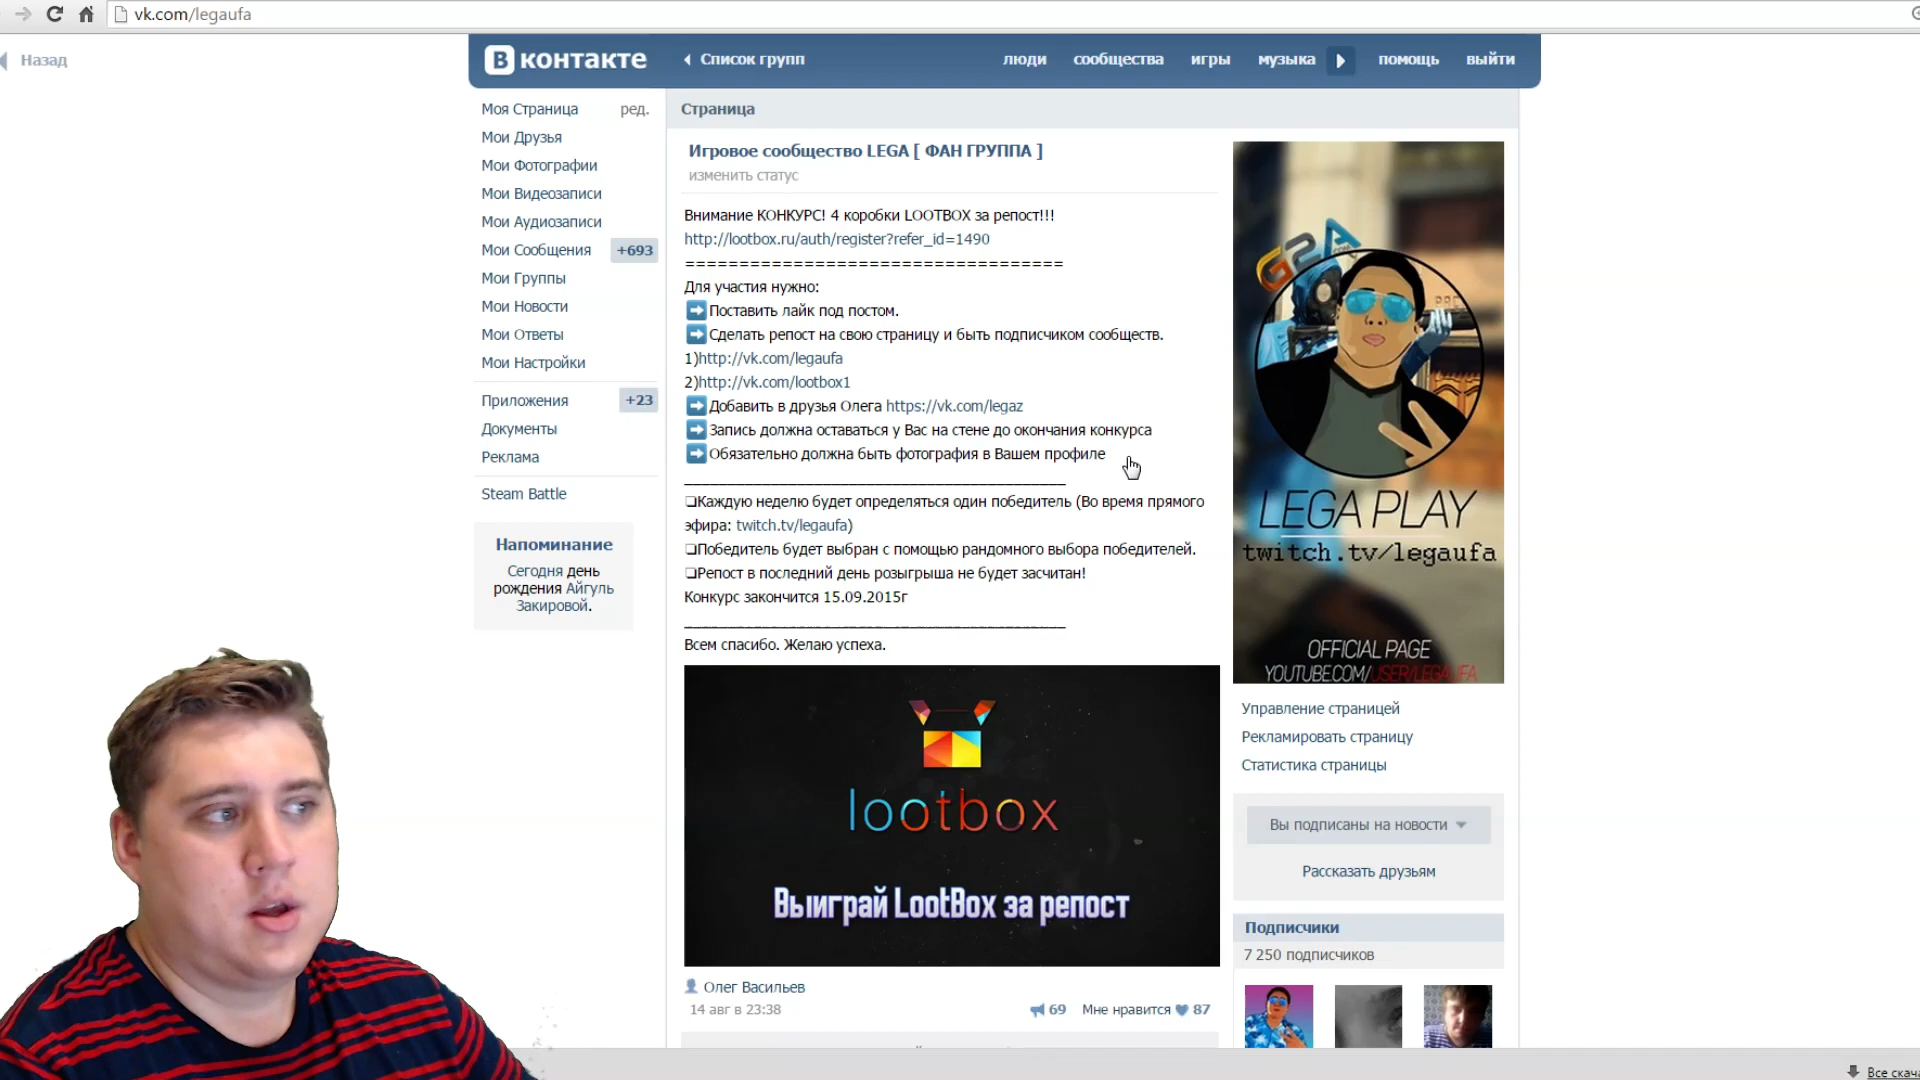 vk.com/legaufa
Назад
В контакте
Список групп
люди сообщества игры музыка помощь выйти
Моя Страница ред.
Мои Друзья
Мои Фотографии
Мои Видеозаписи
Мои Аудиозаписи
Мои Сообщения +693
Мои Группы
Мои Новости
Мои Ответы
Мои Настройки
Приложения +23
Документы
Реклама
Steam Battle
Напоминание
Сегодня день
рождения Айгуль
Закировой.
Страница
Игровое сообщество LEGA [ ФАН ГРУППА ]
изменить статус
Внимание КОНКУРС! 4 коробки LOOTBOX за репост!!!
http://lootbox.ru/auth/register?refer_id=1490
===================================
Для участия нужно:
Поставить лайк под постом.
Сделать репост на свою страницу и быть подписчиком сообществ.
1)http://vk.com/legaufa
2)http://vk.com/lootbox1
Добавить в друзья Олега https://vk.com/legaz
Запись должна оставаться у Вас на стене до окончания конкурса
Обязательно должна быть фотография в Вашем профиле
❏Каждую неделю будет определяться один победитель (Во время прямого
эфира: twitch.tv/legaufa)
❏Победитель будет выбран с помощью рандомного выбора победителей.
❏Репост в последний день розыгрыша не будет засчитан!
Конкурс закончится 15.09.2015г
Всем спасибо. Желаю успеха.
lootbox
Выиграй LootBox за репост
Олег Васильев
14 авг в 23:38
69 Мне нравится 87
G2A
.COM
LEGA PLAY
twitch.tv/legaufa
OFFICIAL PAGE
YOUTUBE.COM/USER/LEGAUFA
Управление страницей
Рекламировать страницу
Статистика страницы
Вы подписаны на новости
Рассказать друзьям
Подписчики
7 250 подписчиков
Все